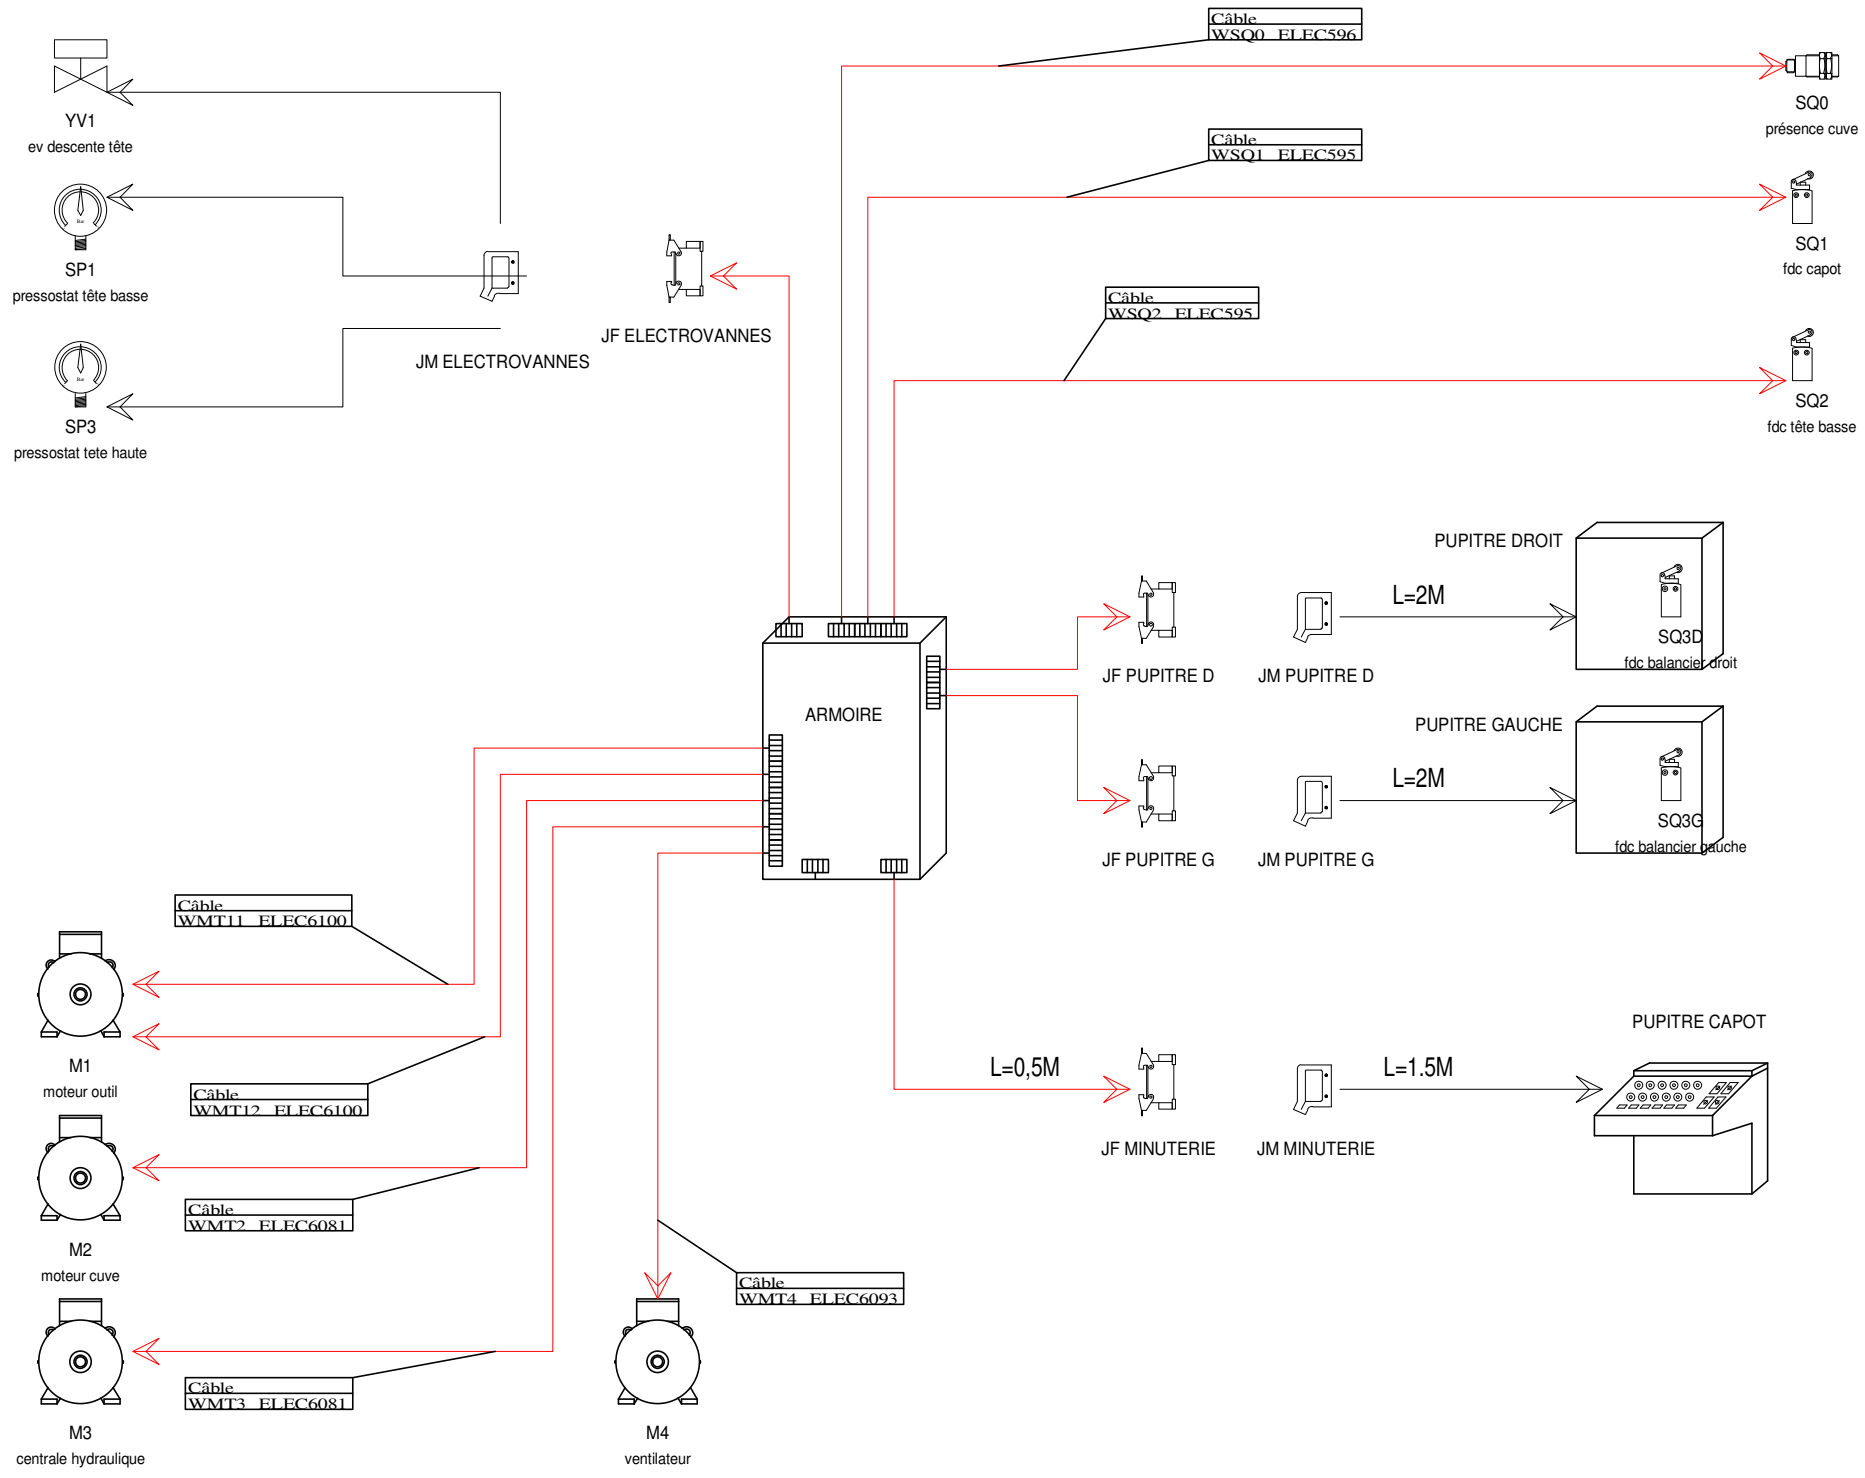 Câble
WSQ0 ELEC596
SQ0
présence cuve
YV1
ev descente tête
Câble
WSQ1 ELEC595
SQ1
fdc capot
Bar
SP1
pressostat tête basse
Câble
WSQ2 ELEC595
JF ELECTROVANNES
JM ELECTROVANNES
Bar
SP3
pressostat tete haute
SQ2
fdc tête basse
PUPITRE DROIT
L=2M
SQ3D
fdc balancier droit
JF PUPITRE D
JM PUPITRE D
ARMOIRE
PUPITRE GAUCHE
L=2M
SQ3G
fdc balancier gauche
JF PUPITRE G
JM PUPITRE G
Câble
WMT11 ELEC6100
M1
moteur outil
Câble
WMT12 ELEC6100
PUPITRE CAPOT
L=0,5M
L=1.5M
JF MINUTERIE
JM MINUTERIE
Câble
WMT2 ELEC6081
M2
moteur cuve
Câble
WMT4 ELEC6093
Câble
WMT3 ELEC6081
M3
centrale hydraulique
M4
ventilateur